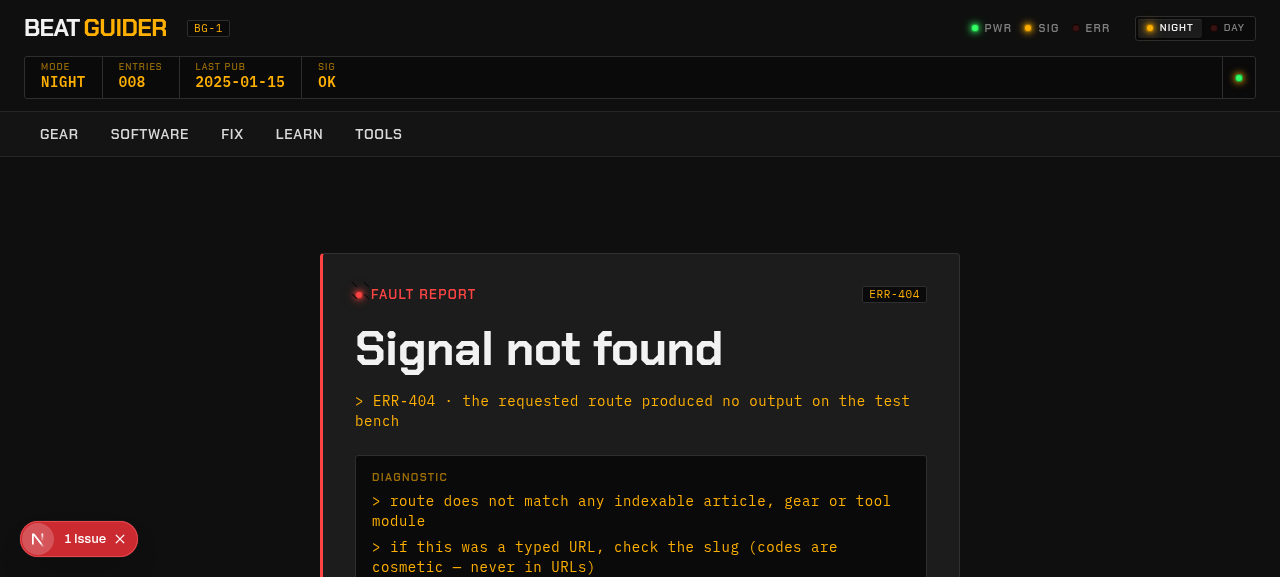 BEAT GUIDER BG-1 PWR SIG ERR NIGHT DAY
MODE ENTRIES LAST PUB SIG
NIGHT 008 2025-01-15 OK
GEAR SOFTWARE FIX LEARN TOOLS
FAULT REPORT ERR-404
Signal not found
> ERR-404 · the requested route produced no output on the test
bench
DIAGNOSTIC
> route does not match any indexable article, gear or tool
module
> if this was a typed URL, check the slug (codes are
cosmetic — never in URLs)
N 1 Issue